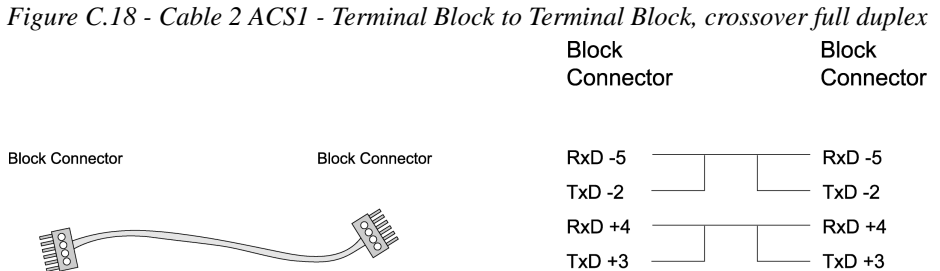 Figure C.18 - Cable 2 ACS1 - Terminal Block to Terminal Block, crossover full duplex
Block Connector
Block Connector
Block
Connector
Block
Connector
RxD -5
RxD -5
TxD -2
TxD -2
RxD +4
RxD +4
TxD +3
TxD +3